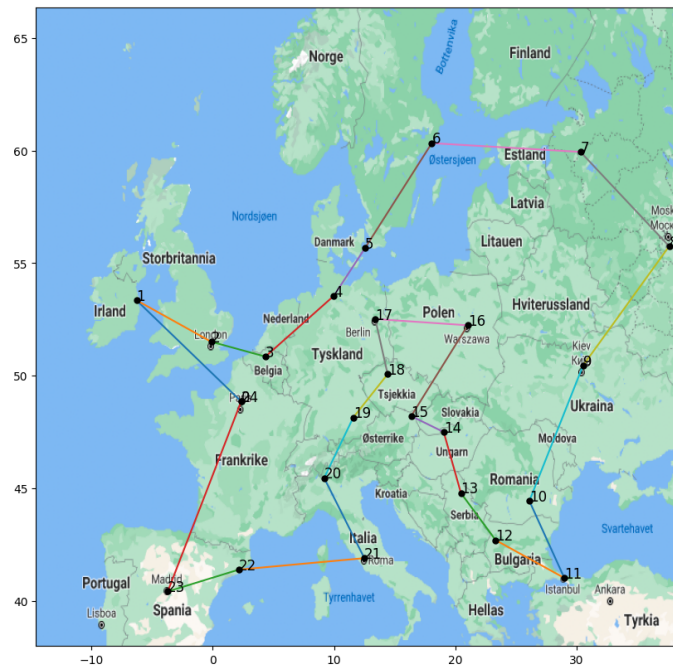 65
60
55
50
45
40
−10
0
10
20
30
Norge
Finland
Bottenvika
6
7
Estland
Østersjøen
Latvia
Nordsjøen
Danmark
5
Litauen
Storbritannia
Irland
1
4
Nederland
17
Polen
16
Hviterussland
London
3
Berlin
Warszawa
Kiev
9
Belgia
Tyskland
18
24
Tsjekkia
15
Slovakia
Ukraina
19
14
Østerrike
Ungarn
Moldova
Frankrike
20
Kroatia
13
Romania
10
Serbia
Svartehavet
12
Italia
21
Roma
Bulgaria
22
11
Istanbul
Ankara
Portugal
Madrid
23
Spania
Tyrrenhavet
Hellas
Tyrkia
Lisboa